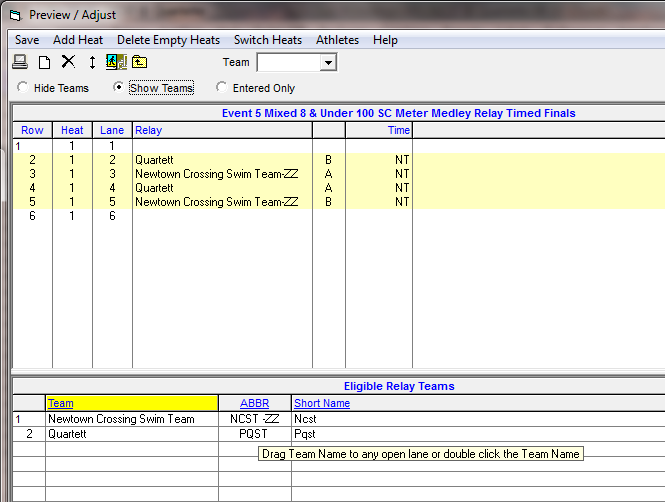 Preview / Adjust
Save Add Heat Delete Empty Heats Switch Heats Athletes Help
Team
Hide Teams Show Teams Entered Only
Event 5 Mixed 8 & Under 100 SC Meter Medley Relay Timed Finals
Row Heat Lane Relay Time
1 1 1
2 1 2 Quartett B NT
3 1 3 Newtown Crossing Swim Team-ZZ A NT
4 1 4 Quartett A NT
5 1 5 Newtown Crossing Swim Team-ZZ B NT
6 1 6
Eligible Relay Teams
Team ABBR Short Name
1 Newtown Crossing Swim Team NCST -ZZ Ncst
2 Quartett PQST Pqst
Drag Team Name to any open lane or double click the Team Name